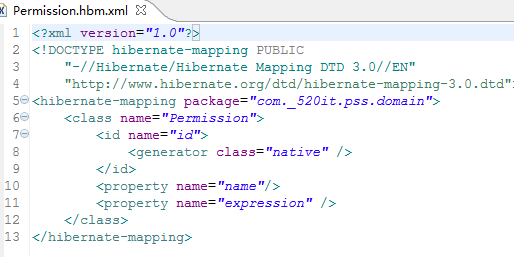 Permission.hbm.xml
1 <?xml version="1.0"?>
2 <!DOCTYPE hibernate-mapping PUBLIC
3 "-//Hibernate/Hibernate Mapping DTD 3.0//EN"
4 "http://www.hibernate.org/dtd/hibernate-mapping-3.0.dtd"
5 <hibernate-mapping package="com._520it.pss.domain">
6 <class name="Permission">
7 <id name="id">
8 <generator class="native" />
9 </id>
10 <property name="name"/>
11 <property name="expression" />
12 </class>
13 </hibernate-mapping>